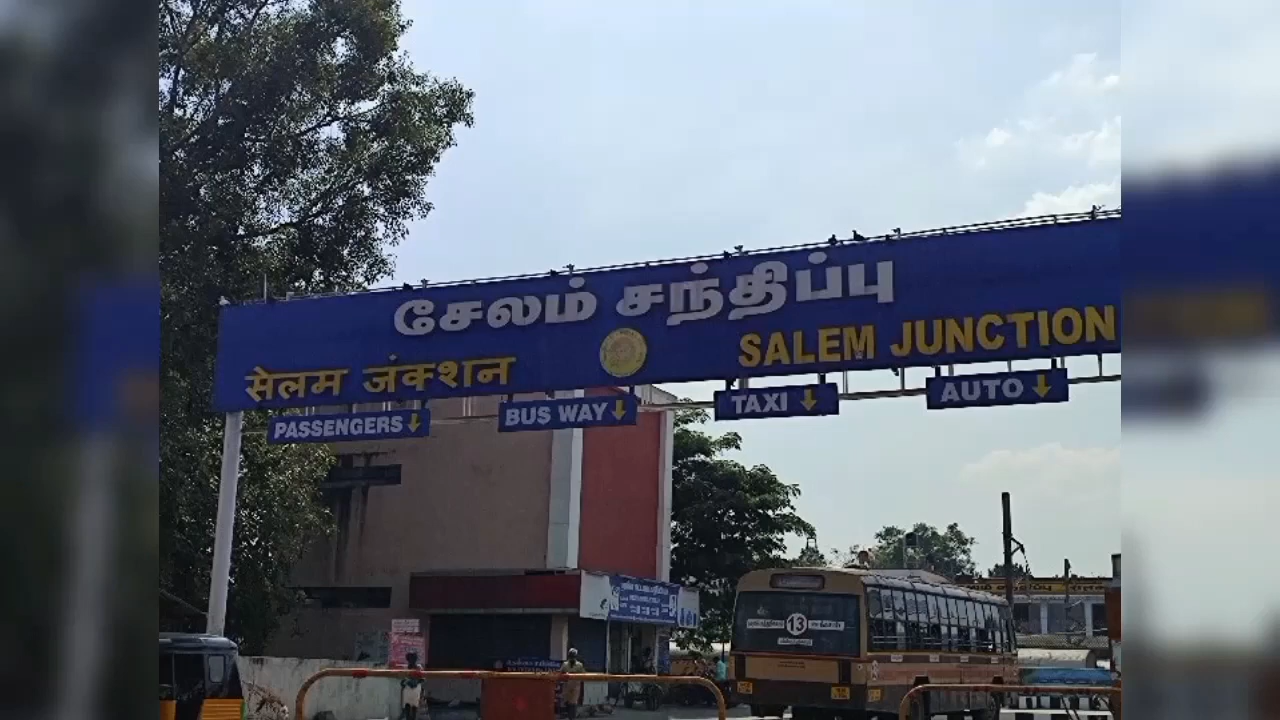 சேலம் சந்திப்பு
सेलम जंक्शन
SALEM JUNCTION
PASSENGERS
BUS WAY
TAXI
AUTO
13